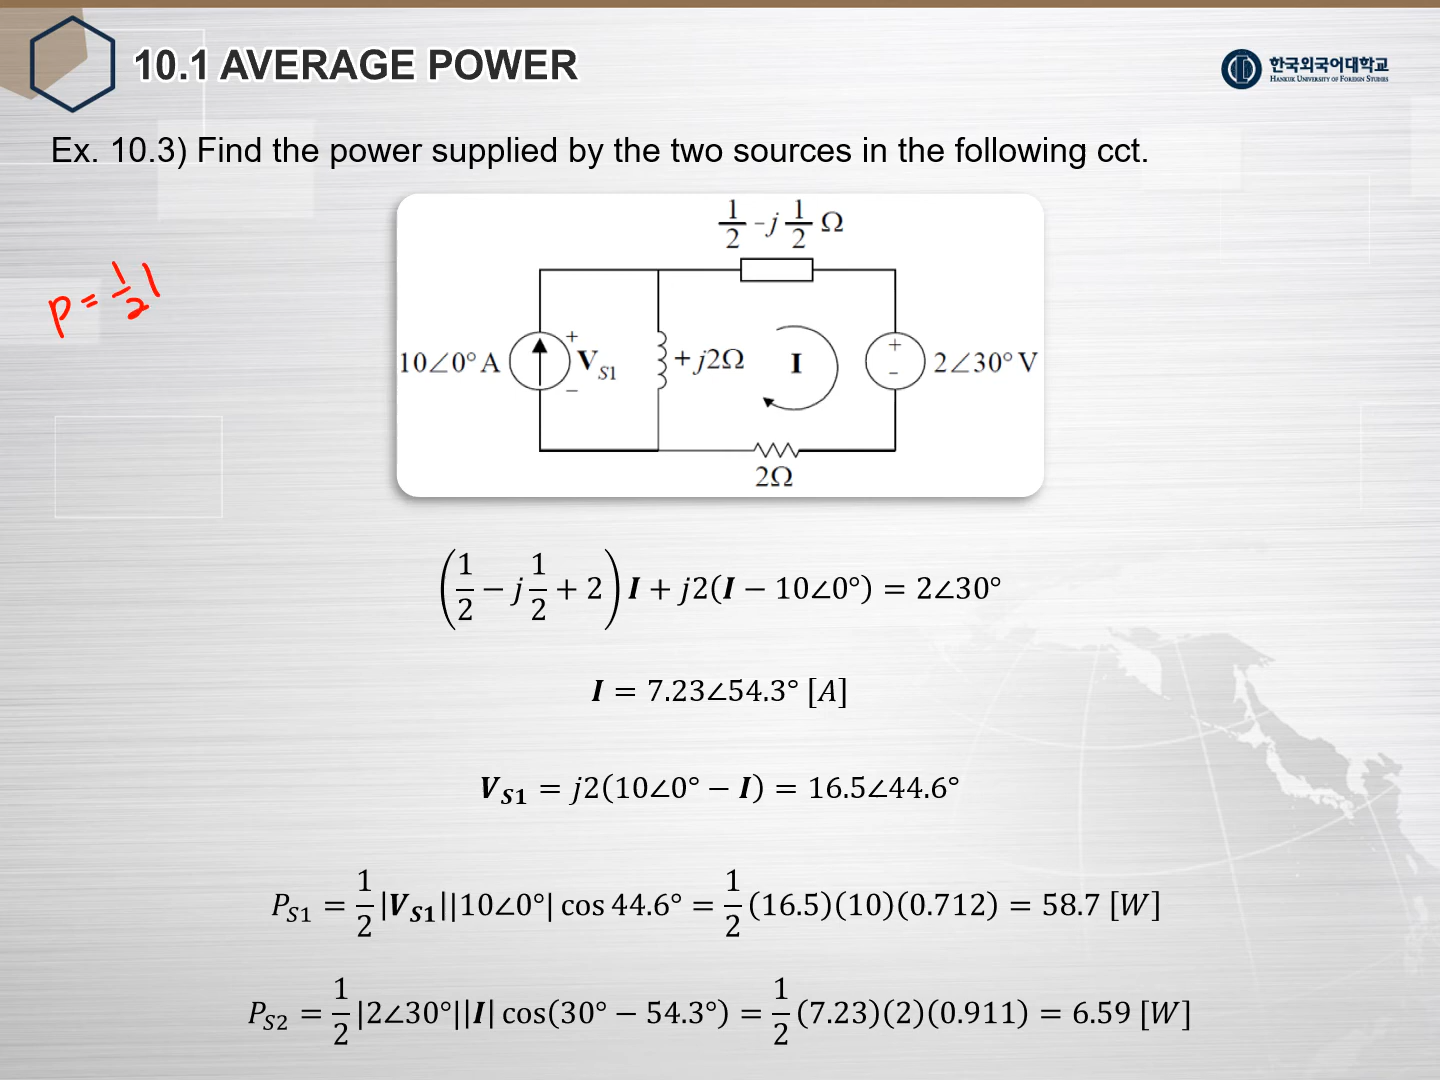 10.1 AVERAGE POWER
한국외국어대학교
HANKUK UNIVERSITY OF FOREIGN STUDIES
Ex. 10.3) Find the power supplied by the two sources in the following cct.
1/2 - j 1/2 Ω
P = 1/2 |
10∠0° A
+
V_S1
-
+ j2Ω
I
+
-
2∠30° V
2Ω
(1/2 − j 1/2 + 2) I + j2(I − 10∠0°) = 2∠30°
I = 7.23∠54.3° [A]
V_S1 = j2(10∠0° − I) = 16.5∠44.6°
P_S1 = 1/2 |V_S1||10∠0°| cos 44.6° = 1/2 (16.5)(10)(0.712) = 58.7 [W]
P_S2 = 1/2 |2∠30°||I| cos(30° − 54.3°) = 1/2 (7.23)(2)(0.911) = 6.59 [W]